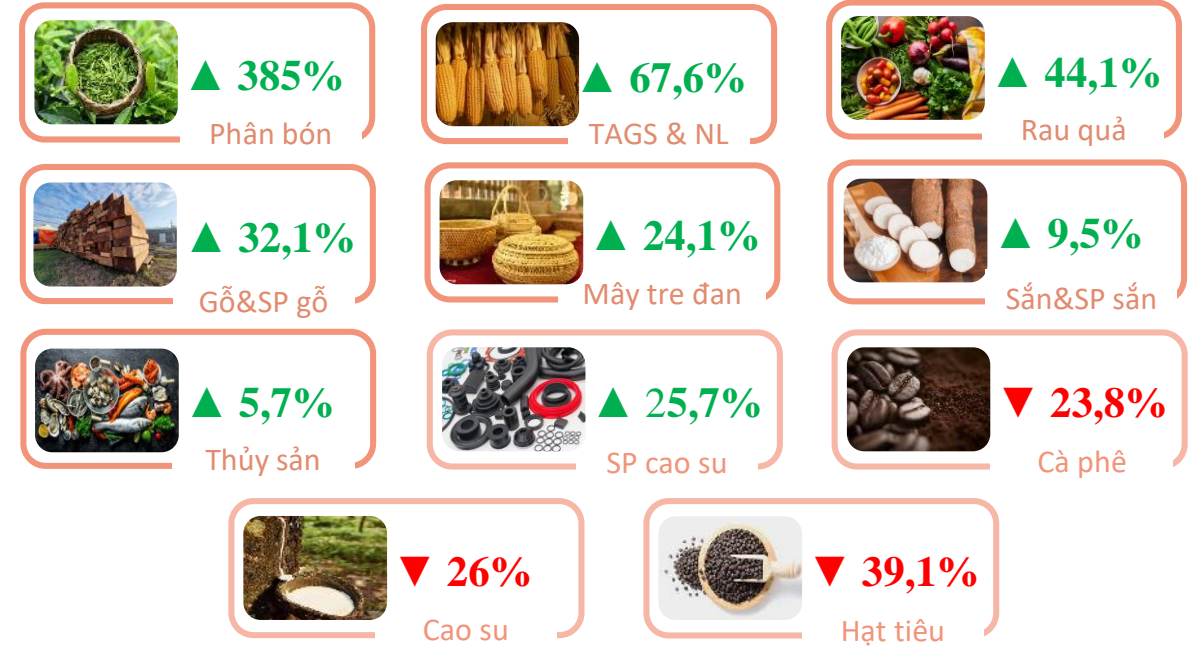 ▲ 385%
Phân bón
▲ 67,6%
TAGS & NL
▲ 44,1%
Rau quả
▲ 32,1%
Gỗ&SP gỗ
▲ 24,1%
Mây tre đan
▲ 9,5%
Sắn&SP sắn
▲ 5,7%
Thủy sản
▲ 25,7%
SP cao su
▼ 23,8%
Cà phê
▼ 26%
Cao su
▼ 39,1%
Hạt tiêu